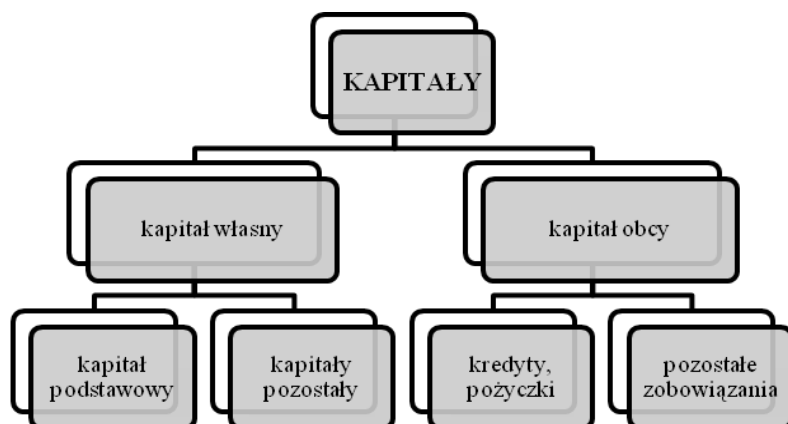 KAPITAŁY
kapitał własny
kapitał obcy
kapitał
podstawowy
kapitały
pozostały
kredyty,
pożyczki
pozostałe
zobowiązania